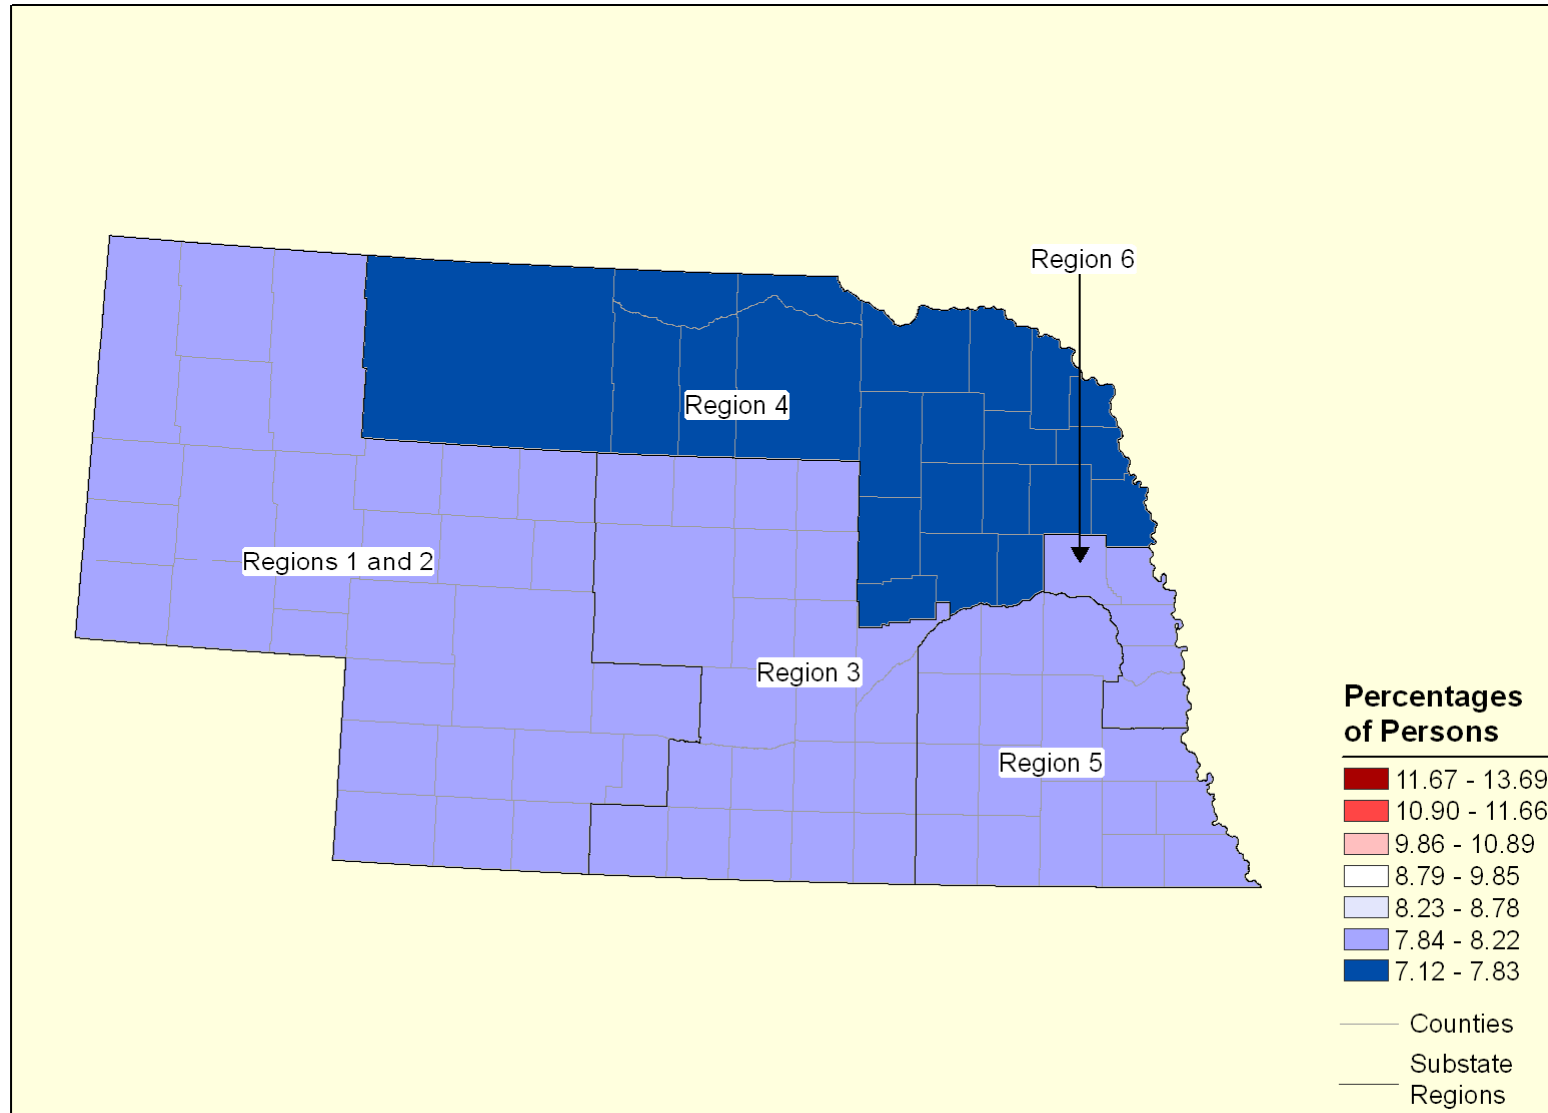 Region 6
Region 4
Regions 1 and 2
Region 3
Region 5
Percentages
of Persons
11.67 - 13.69
10.90 - 11.66
9.86 - 10.89
8.79 - 9.85
8.23 - 8.78
7.84 - 8.22
7.12 - 7.83
Counties
Substate
Regions